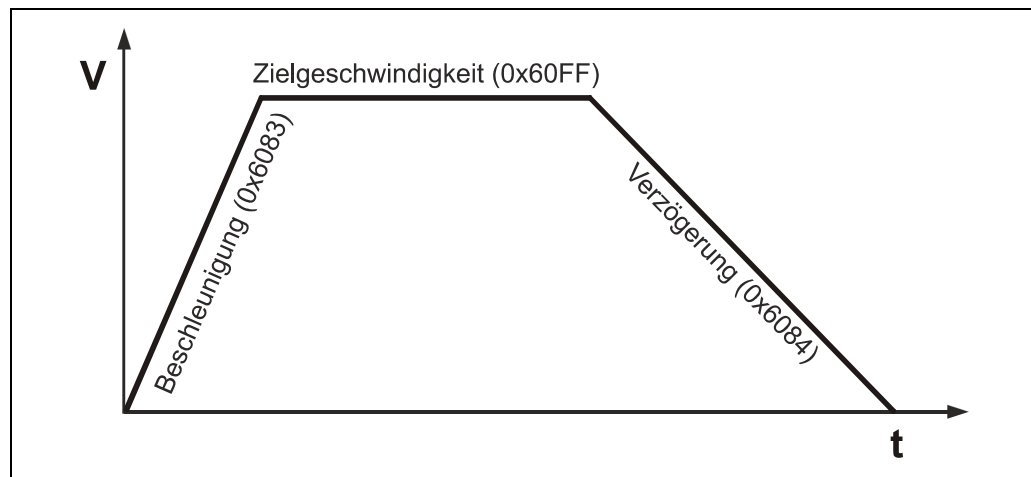 V
Zielgeschwindigkeit (0x60FF)
Beschleunigung (0x6083)
Verzögerung (0x6084)
t